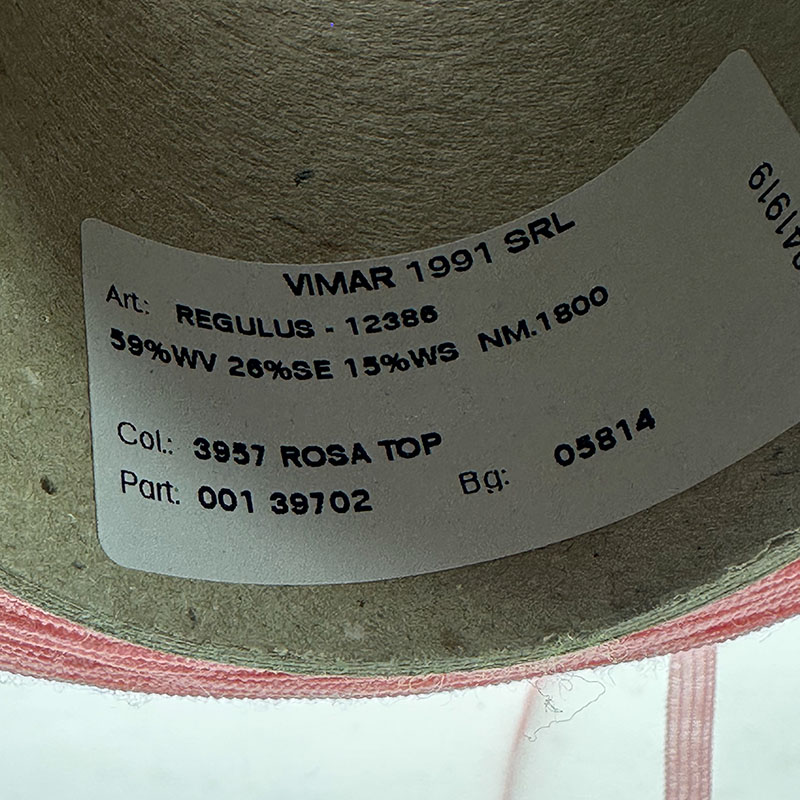 VIMAR 1991 SRL
Art.: REGULUS - 12386
59%WV 26%SE 15%WS NM.1800
Col.: 3957 ROSA TOP
Part: 001 39702 Bg: 05814